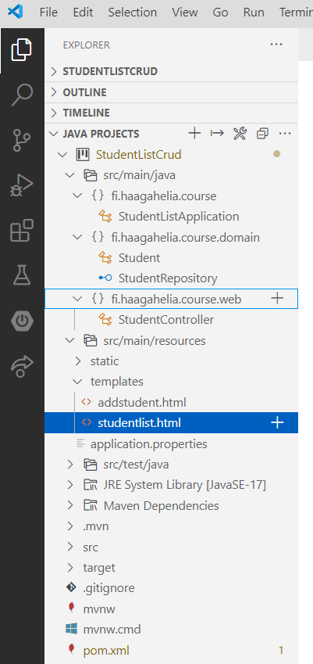 File Edit Selection View Go Run Termin
EXPLORER
STUDENTLISTCRUD
OUTLINE
TIMELINE
JAVA PROJECTS
StudentListCrud
src/main/java
{} fi.haagahelia.course
StudentListApplication
{} fi.haagahelia.course.domain
Student
StudentRepository
{} fi.haagahelia.course.web
StudentController
src/main/resources
static
templates
addstudent.html
studentlist.html
application.properties
src/test/java
JRE System Library [JavaSE-17]
Maven Dependencies
.mvn
src
target
.gitignore
mvnw
mvnw.cmd
pom.xml 1